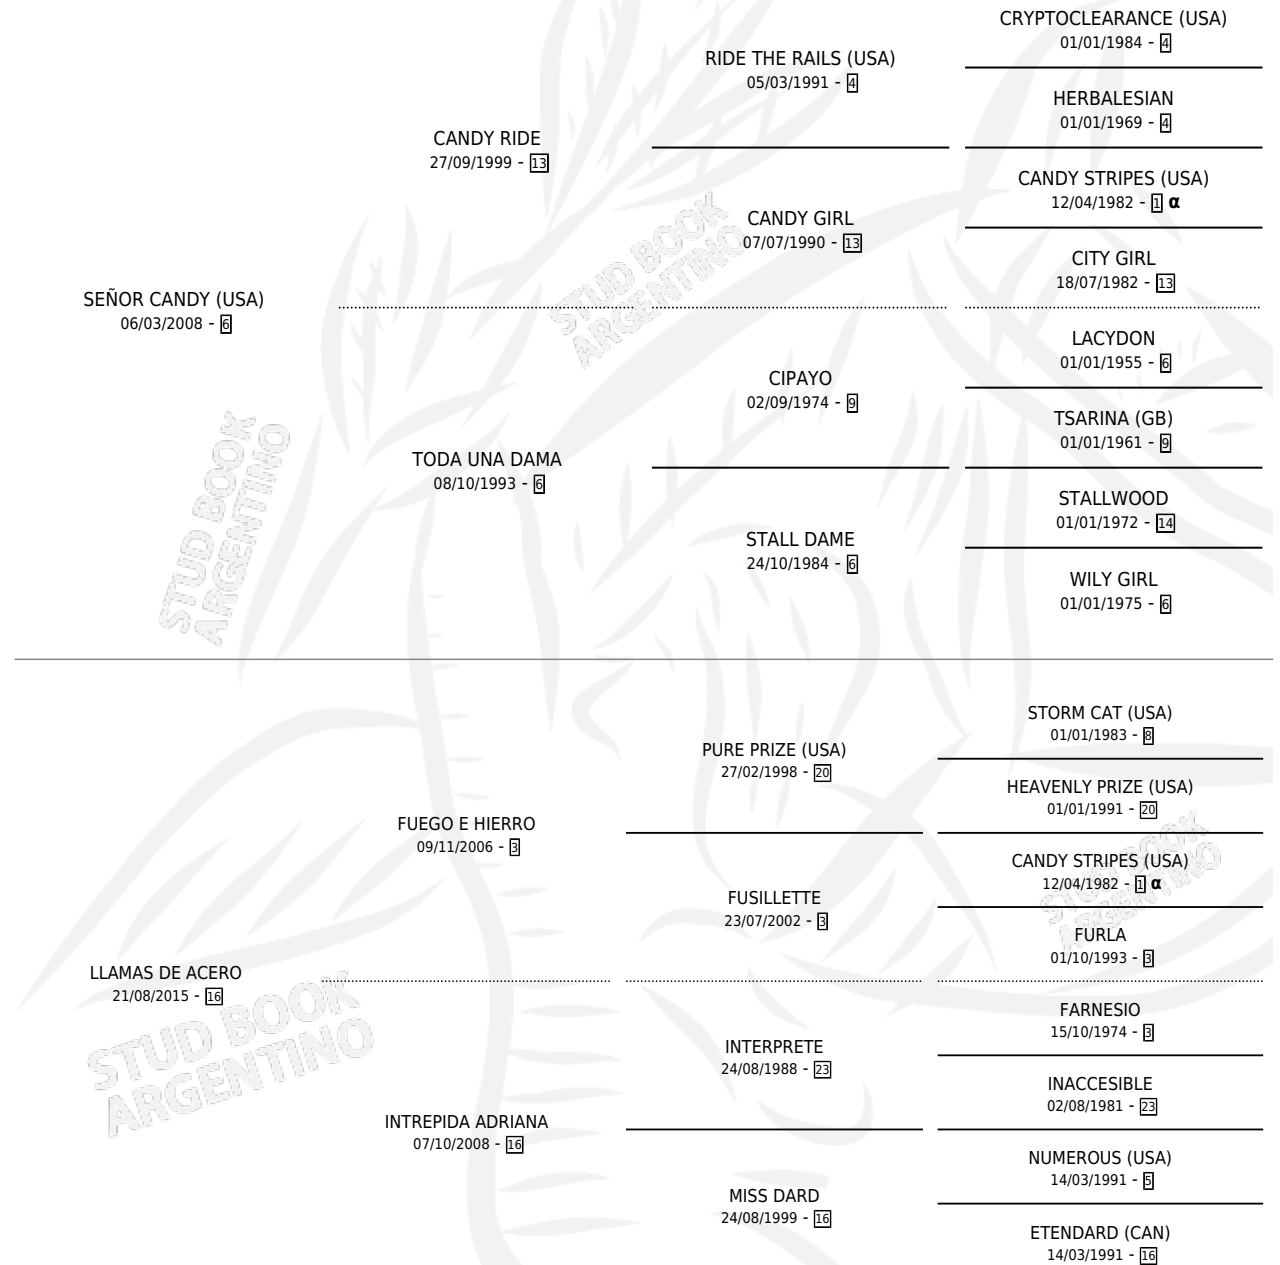 CRYPTOCLEARANCE (USA)
01/01/1984 - 4
RIDE THE RAILS (USA)
05/03/1991 - 4
HERBALESIAN
01/01/1969 - 4
CANDY RIDE
27/09/1999 - 13
CANDY STRIPES (USA)
12/04/1982 - 1 α
CANDY GIRL
07/07/1990 - 13
CITY GIRL
18/07/1982 - 13
SEÑOR CANDY (USA)
06/03/2008 - 6
LACYDON
01/01/1955 - 6
CIPAYO
02/09/1974 - 9
TSARINA (GB)
01/01/1961 - 9
TODA UNA DAMA
08/10/1993 - 6
STALLWOOD
01/01/1972 - 14
STALL DAME
24/10/1984 - 6
WILY GIRL
01/01/1975 - 6
STUD BOOK
ARGENTINO
STUD BOOK
ARGENTINO
STORM CAT (USA)
01/01/1983 - 8
PURE PRIZE (USA)
27/02/1998 - 20
HEAVENLY PRIZE (USA)
01/01/1991 - 20
FUEGO E HIERRO
09/11/2006 - 3
CANDY STRIPES (USA)
12/04/1982 - 1 α
FUSILLETTE
23/07/2002 - 3
FURLA
01/10/1993 - 3
LLAMAS DE ACERO
21/08/2015 - 16
FARNESIO
15/10/1974 - 3
INTERPRETE
24/08/1988 - 23
INACCESIBLE
02/08/1981 - 23
INTREPIDA ADRIANA
07/10/2008 - 16
NUMEROUS (USA)
14/03/1991 - 5
MISS DARD
24/08/1999 - 16
ETENDARD (CAN)
14/03/1991 - 16
STUD BOOK
ARGENTINO
STUD BOOK
ARGENTINO